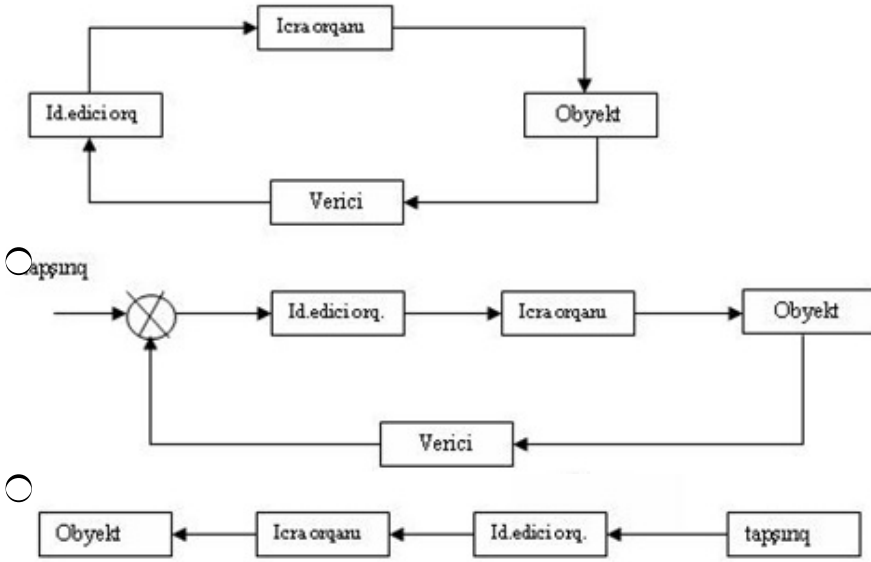 Icra orqanı
Id.edici orq
Obyekt
Verici
tapşırıq
Id.edici orq.
Icra orqanı
Obyekt
Verici
Obyekt
Icra orqanı
Id.edici orq.
tapşırıq